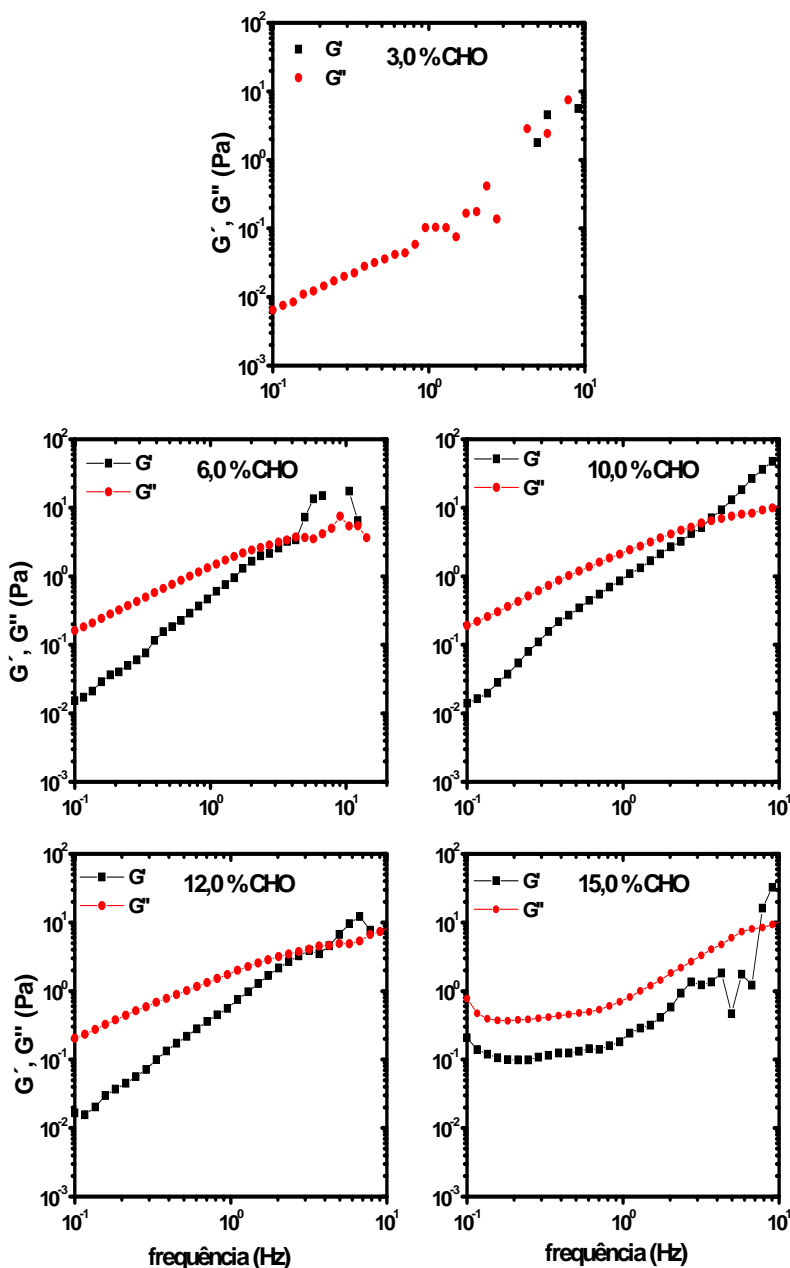 G'
G''
3,0 % CHO
10²
10¹
10⁰
10⁻¹
10⁻²
10⁻³
G´, G'' (Pa)
10⁻¹ 10⁰ 10¹
G'
G''
6,0 % CHO
10²
10¹
10⁰
10⁻¹
10⁻²
10⁻³
G´, G'' (Pa)
10⁻¹ 10⁰ 10¹
G'
G''
10,0 % CHO
10²
10¹
10⁰
10⁻¹
10⁻²
10⁻³
10⁻¹ 10⁰ 10¹
G'
G''
12,0 % CHO
10²
10¹
10⁰
10⁻¹
10⁻²
10⁻³
G´, G'' (Pa)
10⁻¹ 10⁰ 10¹
frequência (Hz)
G'
G''
15,0 % CHO
10²
10¹
10⁰
10⁻¹
10⁻²
10⁻³
10⁻¹ 10⁰ 10¹
frequência (Hz)